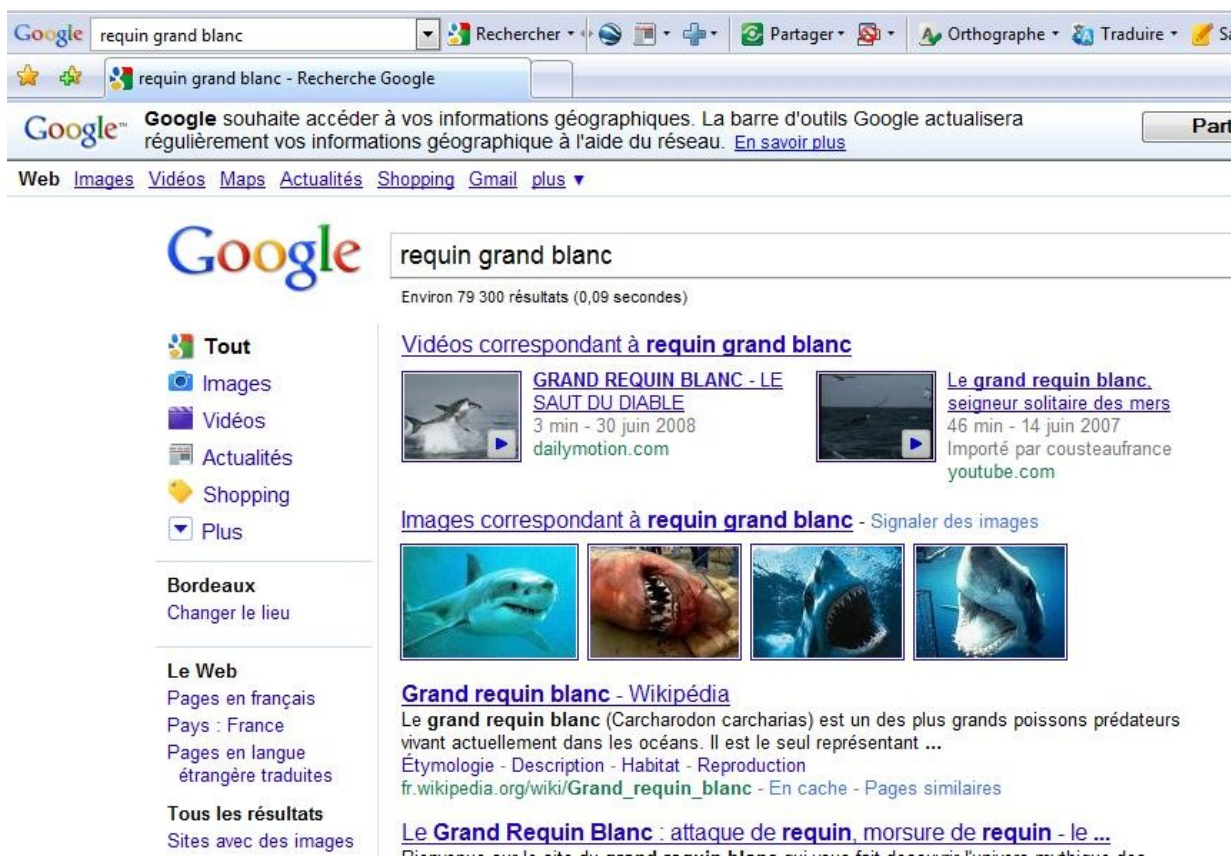 Google requin grand blanc Rechercher Partager Orthographe Traduire
requin grand blanc - Recherche Google
Google™ Google souhaite accéder à vos informations géographiques. La barre d'outils Google actualisera
régulièrement vos informations géographique à l'aide du réseau. En savoir plus
Web Images Vidéos Maps Actualités Shopping Gmail plus ▼
Google requin grand blanc
Environ 79 300 résultats (0,09 secondes)
Tout
Images
Vidéos
Actualités
Shopping
Plus
Bordeaux
Changer le lieu
Le Web
Pages en français
Pays : France
Pages en langue
étrangère traduites
Tous les résultats
Sites avec des images
Vidéos correspondant à requin grand blanc
GRAND REQUIN BLANC - LE
SAUT DU DIABLE
3 min - 30 juin 2008
dailymotion.com
Le grand requin blanc,
seigneur solitaire des mers
46 min - 14 juin 2007
Importé par cousteaufrance
youtube.com
Images correspondant à requin grand blanc - Signaler des images
Grand requin blanc - Wikipédia
Le grand requin blanc (Carcharodon carcharias) est un des plus grands poissons prédateurs
vivant actuellement dans les océans. Il est le seul représentant ...
Étymologie - Description - Habitat - Reproduction
fr.wikipedia.org/wiki/Grand_requin_blanc - En cache - Pages similaires
Le Grand Requin Blanc : attaque de requin, morsure de requin - le ...